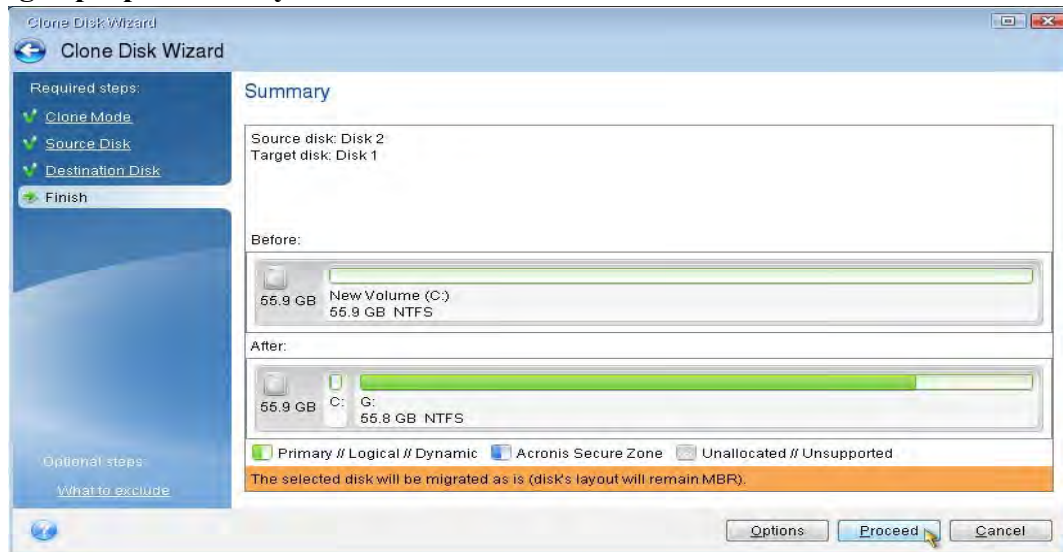 Clone Disk Wizard
Clone Disk Wizard
Required steps:
Clone Mode
Source Disk
Destination Disk
Finish
Optional steps:
What to exclude
Summary
Source disk: Disk 2
Target disk: Disk 1
Before:
55.9 GB
New Volume (C:)
55.9 GB NTFS
After:
55.9 GB
C:
G:
55.8 GB NTFS
Primary // Logical // Dynamic
Acronis Secure Zone
Unallocated // Unsupported
The selected disk will be migrated as is (disk's layout will remain MBR).
Options
Proceed
Cancel